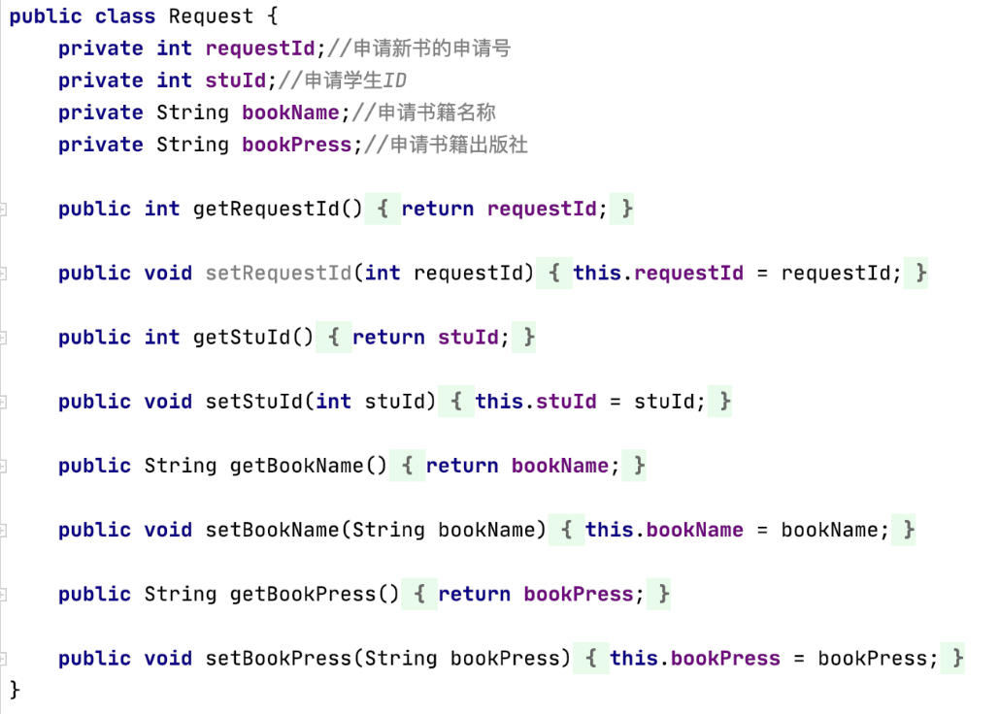 public class Request {
    private int requestId;//申请新书的申请号
    private int stuId;//申请学生ID
    private String bookName;//申请书籍名称
    private String bookPress;//申请书籍出版社
    public int getRequestId() { return requestId; }
    public void setRequestId(int requestId) { this.requestId = requestId; }
    public int getStuId() { return stuId; }
    public void setStuId(int stuId) { this.stuId = stuId; }
    public String getBookName() { return bookName; }
    public void setBookName(String bookName) { this.bookName = bookName; }
    public String getBookPress() { return bookPress; }
    public void setBookPress(String bookPress) { this.bookPress = bookPress; }
}